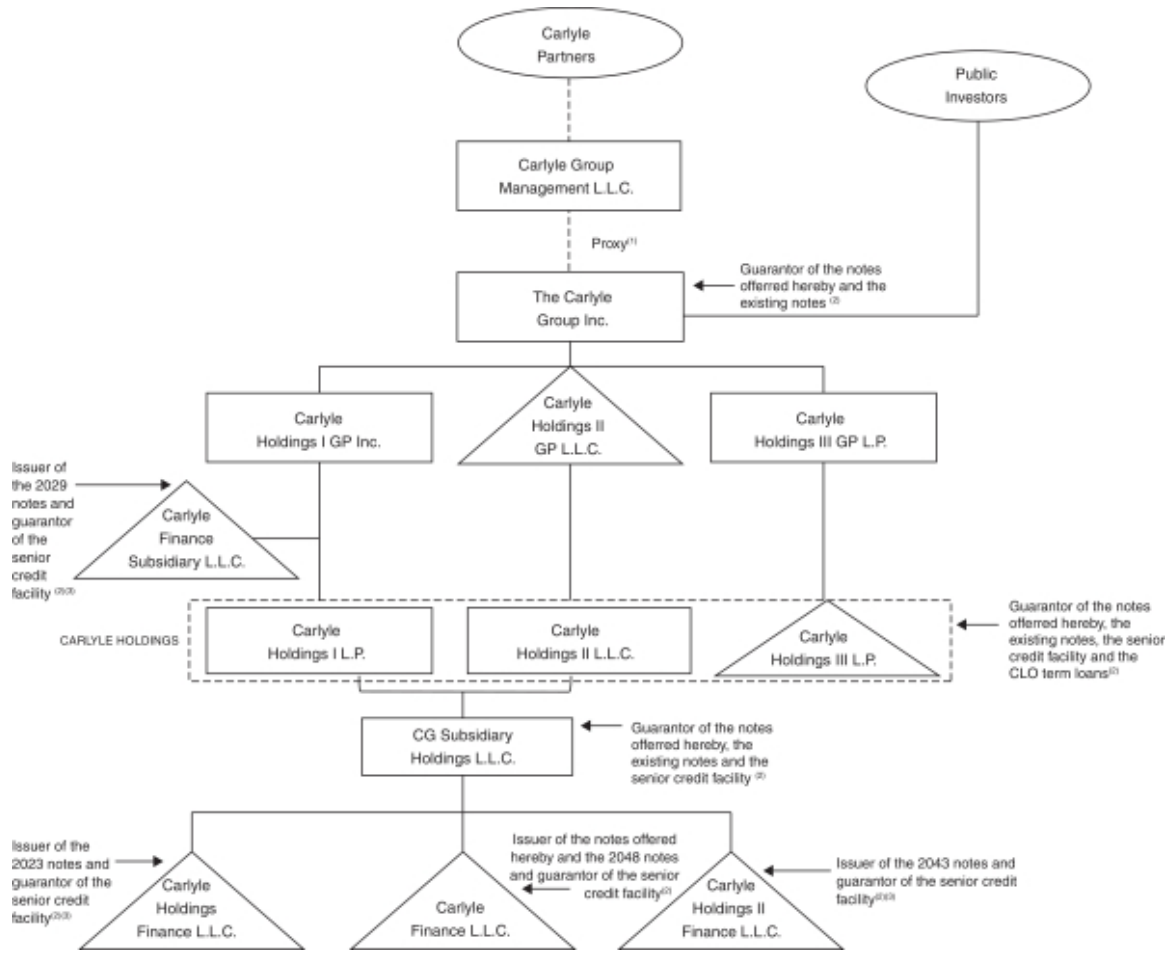 Carlyle
Partners
Public
Investors
Carlyle Group
Management L.L.C.
Proxy(1)
Guarantor of the notes
offerred hereby and the
existing notes (2)
The Carlyle
Group Inc.
Carlyle
Holdings I GP Inc.
Carlyle
Holdings II
GP L.L.C.
Carlyle
Holdings III GP L.P.
Issuer of
the 2029
notes and
guarantor
of the
senior
credit
facility (2)(3)
Carlyle
Finance
Subsidiary L.L.C.
CARLYLE HOLDINGS
Carlyle
Holdings I L.P.
Carlyle
Holdings II L.L.C.
Carlyle
Holdings III L.P.
Guarantor of the notes
offerred hereby, the
existing notes, the senior
credit facility and the
CLO term loans(2)
CG Subsidiary
Holdings L.L.C.
Guarantor of the notes
offerred hereby, the
existing notes and the
senior credit facility (2)
Issuer of the
2023 notes and
guarantor of the
senior credit
facility(2)(3)
Carlyle
Holdings
Finance L.L.C.
Issuer of the notes offered
hereby and the 2048 notes
and guarantor of the senior
credit facility(2)
Carlyle
Finance L.L.C.
Carlyle
Holdings II
Finance L.L.C.
Issuer of the 2043 notes and
guarantor of the senior credit
facility(2)(3)